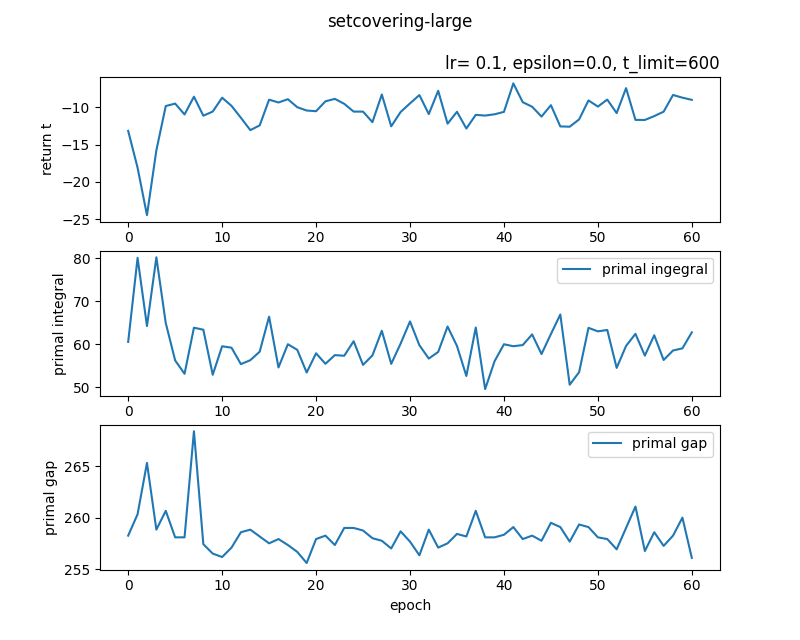 setcovering-large
lr= 0.1, epsilon=0.0, t_limit=600
return t
−10
−15
−20
−25
0 10 20 30 40 50 60
primal integral
80
70
60
50
primal ingegral
0 10 20 30 40 50 60
primal gap
265
260
255
primal gap
0 10 20 30 40 50 60
epoch